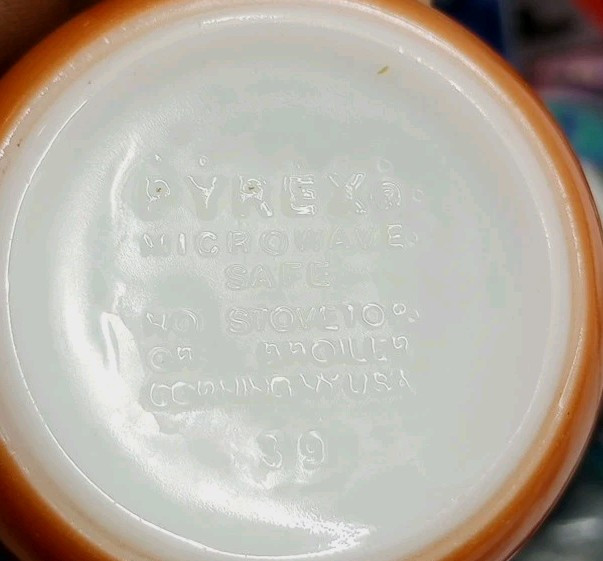 PYREX®
MICROWAVE
SAFE
NO STOVETOP
OR BROILER
CORNING NY USA
39